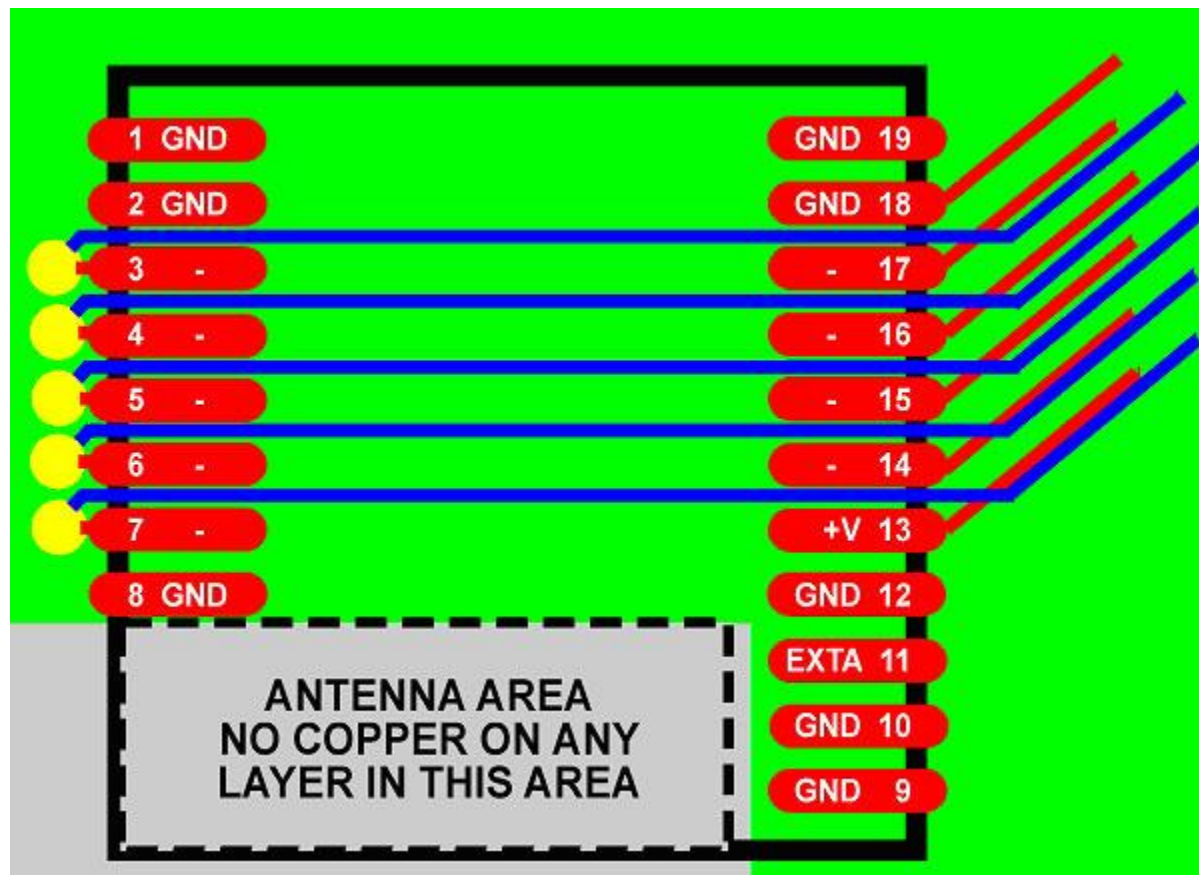 1 GND
GND 19
2 GND
GND 18
3 -
- 17
4 -
- 16
5 -
- 15
6 -
- 14
7 -
+V 13
8 GND
GND 12
EXTA 11
ANTENNA AREA
NO COPPER ON ANY
LAYER IN THIS AREA
GND 10
GND 9